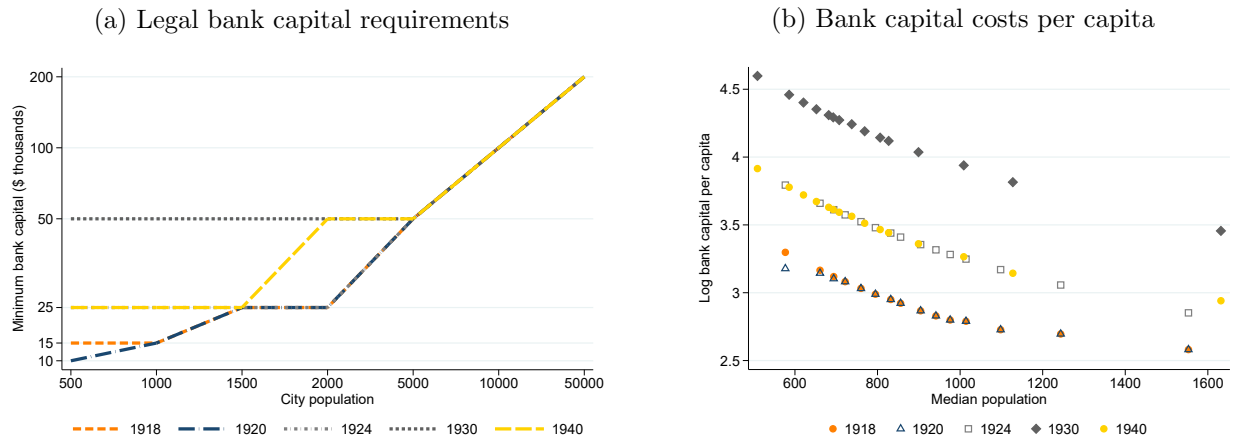 (a) Legal bank capital requirements
Minimum bank capital ($ thousands)
200
100
50
25
15
10
500 1000 1500 2000 5000 10000 50000
City population
1918 1920 1924 1930 1940
(b) Bank capital costs per capita
Log bank capital per capita
4.5
4
3.5
3
2.5
600 800 1000 1200 1400 1600
Median population
1918 1920 1924 1930 1940